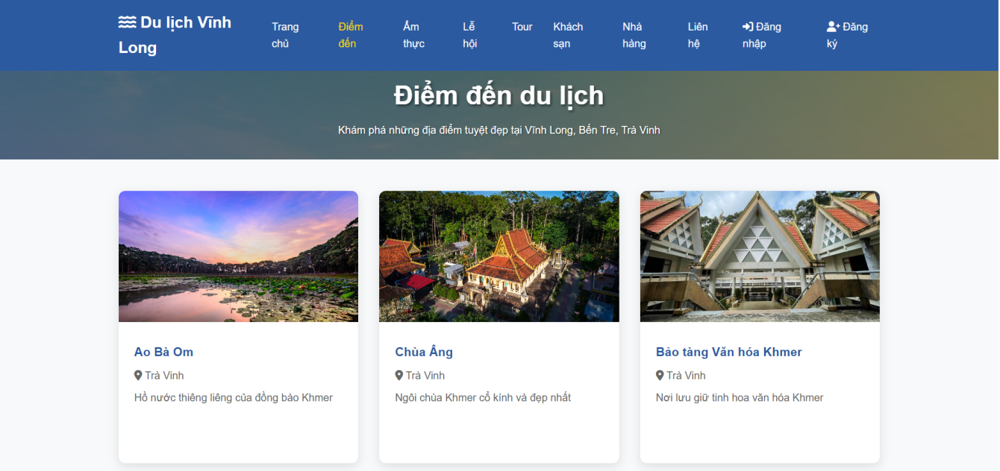 Du lịch Vĩnh
Long
Trang
chủ
Điểm
đến
Ẩm
thực
Lễ
hội
Tour
Khách
sạn
Nhà
hàng
Liên
hệ
Đăng
nhập
Đăng
ký
Điểm đến du lịch
Khám phá những địa điểm tuyệt đẹp tại Vĩnh Long, Bến Tre, Trà Vinh
Ao Bà Om
Trà Vinh
Hồ nước thiêng liêng của đồng bào Khmer
Chùa Âng
Trà Vinh
Ngôi chùa Khmer cổ kính và đẹp nhất
Bảo tàng Văn hóa Khmer
Trà Vinh
Nơi lưu giữ tinh hoa văn hóa Khmer